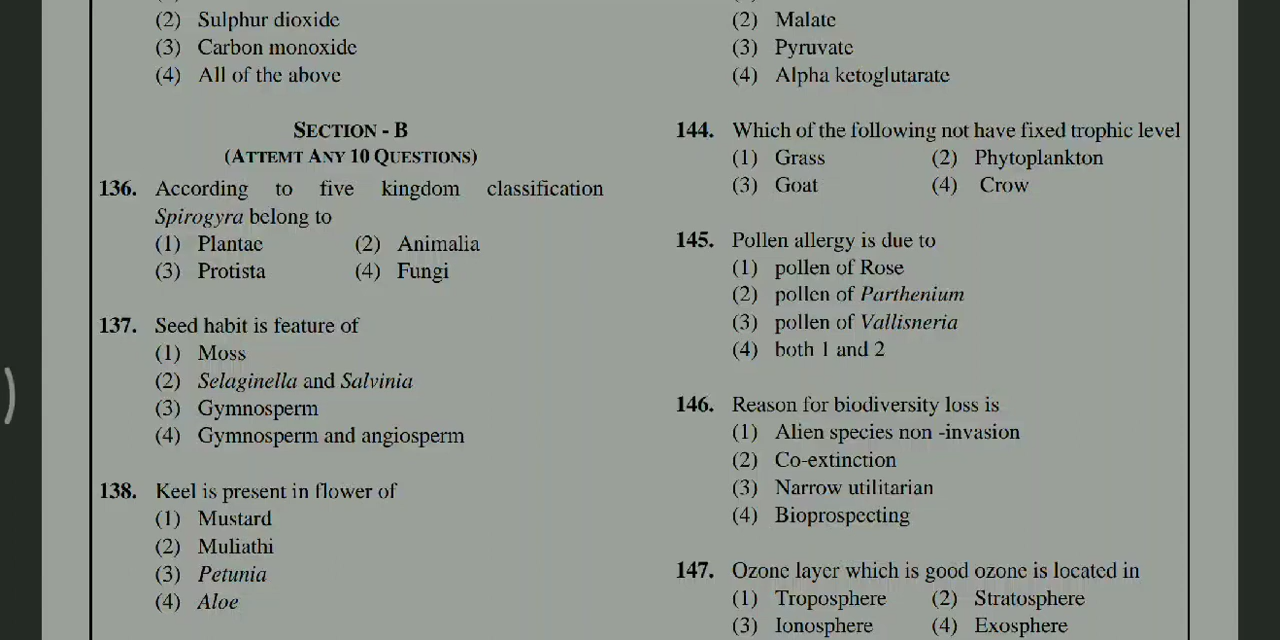 (2) Sulphur dioxide
(3) Carbon monoxide
(4) All of the above
SECTION - B
(ATTEMT ANY 10 QUESTIONS)
136. According to five kingdom classification
Spirogyra belong to
(1) Plantae (2) Animalia
(3) Protista (4) Fungi
137. Seed habit is feature of
(1) Moss
(2) Selaginella and Salvinia
(3) Gymnosperm
(4) Gymnosperm and angiosperm
138. Keel is present in flower of
(1) Mustard
(2) Muliathi
(3) Petunia
(4) Aloe
(2) Malate
(3) Pyruvate
(4) Alpha ketoglutarate
144. Which of the following not have fixed trophic level
(1) Grass (2) Phytoplankton
(3) Goat (4) Crow
145. Pollen allergy is due to
(1) pollen of Rose
(2) pollen of Parthenium
(3) pollen of Vallisneria
(4) both 1 and 2
146. Reason for biodiversity loss is
(1) Alien species non -invasion
(2) Co-extinction
(3) Narrow utilitarian
(4) Bioprospecting
147. Ozone layer which is good ozone is located in
(1) Troposphere (2) Stratosphere
(3) Ionosphere (4) Exosphere